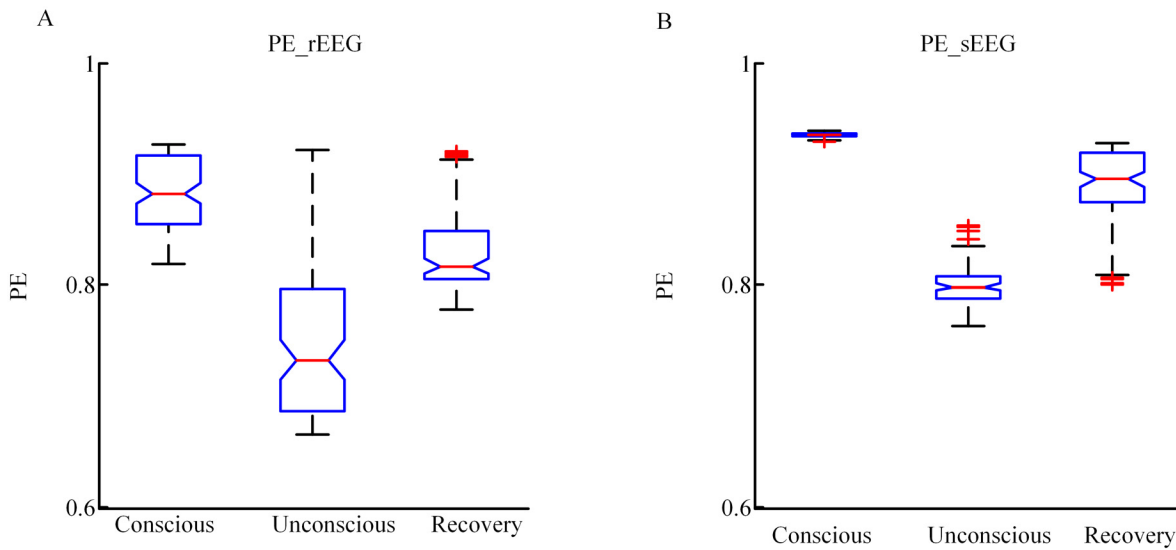 A
PE_rEEG
1
0.8
0.6
PE
Conscious Unconscious Recovery
B
PE_sEEG
1
0.8
0.6
PE
Conscious Unconscious Recovery